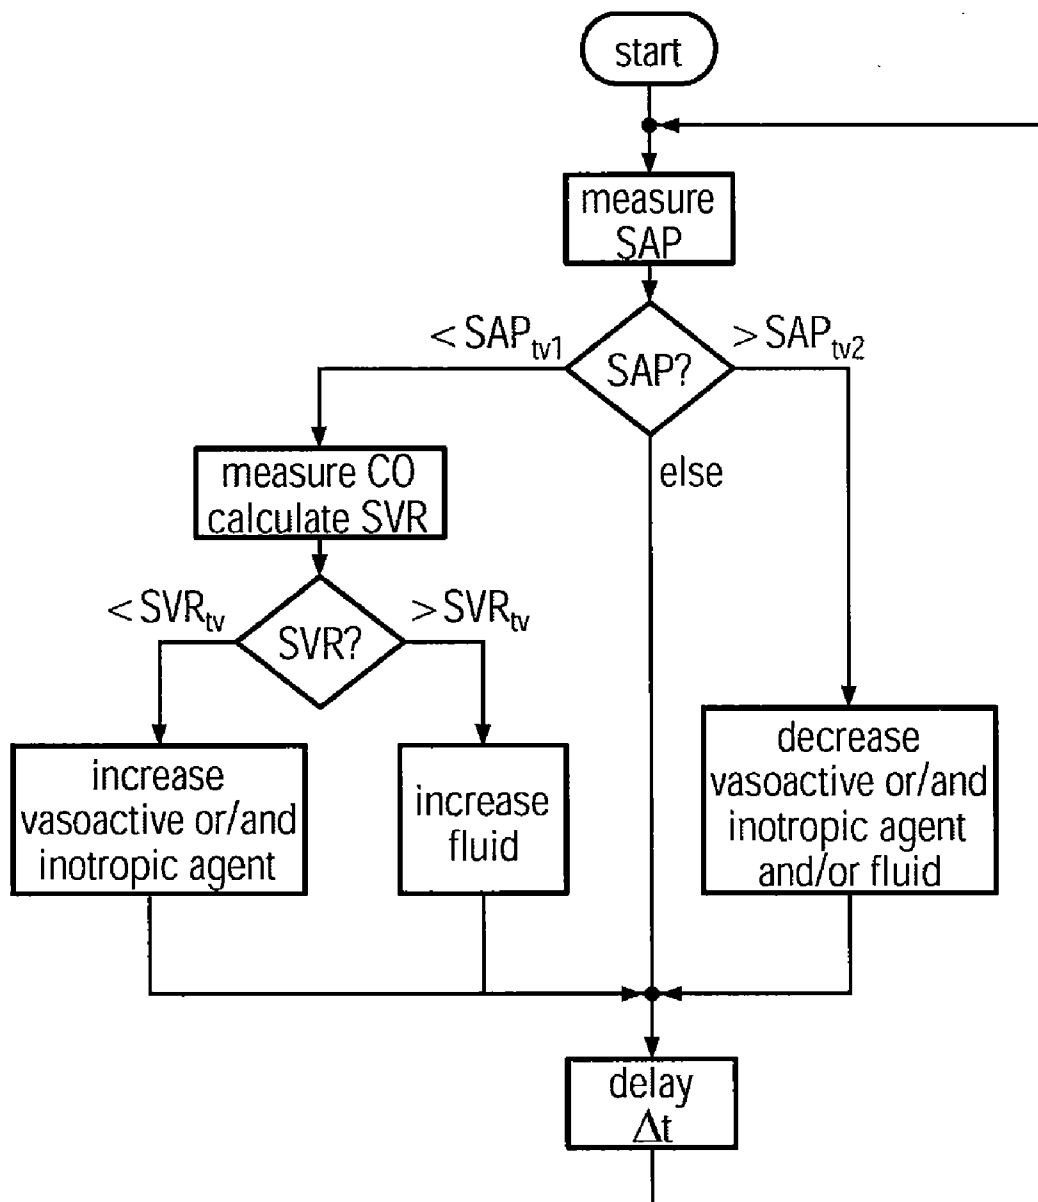 start
measure
SAP
< SAPtv1
SAP?
> SAPtv2
measure CO
calculate SVR
else
< SVRtv
SVR?
> SVRtv
increase
vasoactive or/and
inotropic agent
increase
fluid
decrease
vasoactive or/and
inotropic agent
and/or fluid
delay
Δt